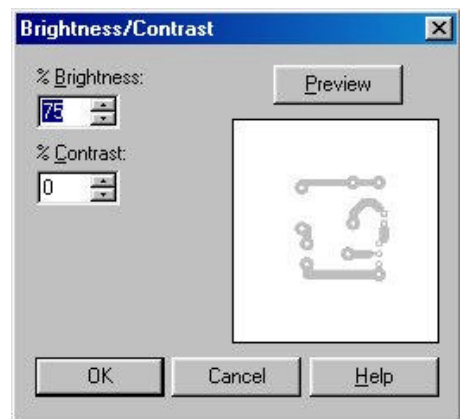 Brightness/Contrast
% Brightness:
Preview
75
% Contrast:
0
OK
Cancel
Help